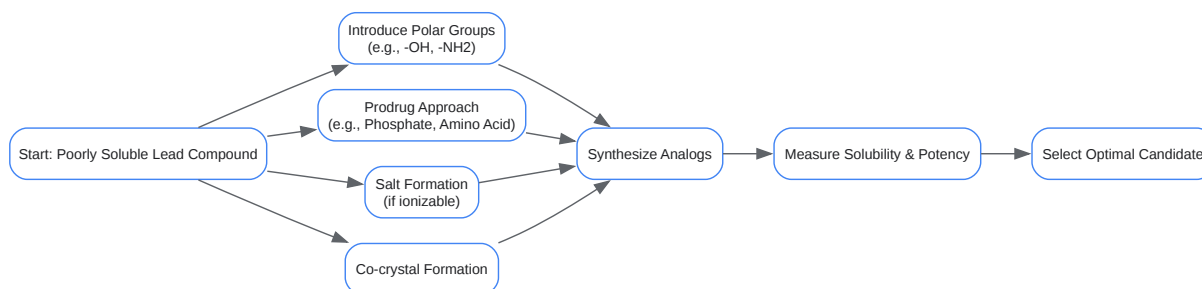 Introduce Polar Groups
(e.g., -OH, -NH2)
Prodrug Approach
(e.g., Phosphate, Amino Acid)
Start: Poorly Soluble Lead Compound
Synthesize Analogs
Measure Solubility & Potency
Select Optimal Candidate
Salt Formation
(if ionizable)
Co-crystal Formation